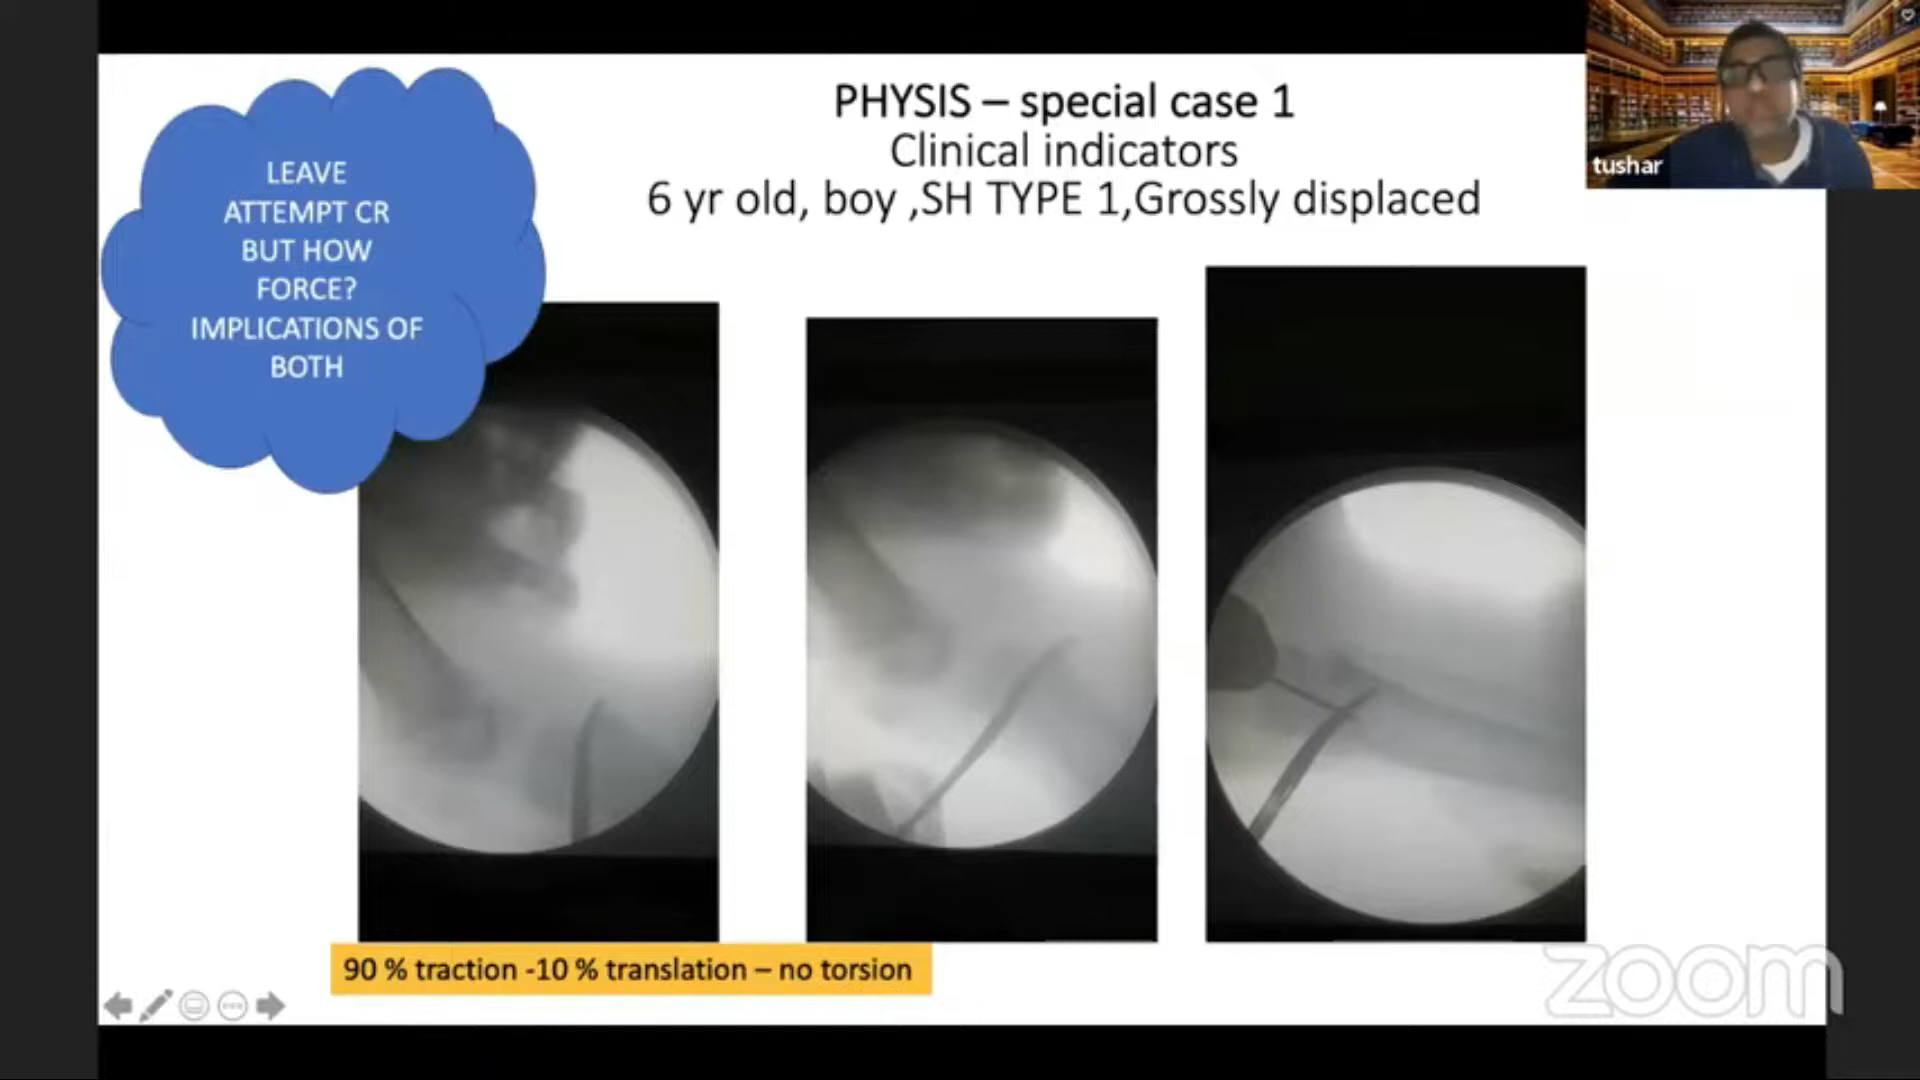 PHYSIS – special case 1
Clinical indicators
6 yr old, boy ,SH TYPE 1,Grossly displaced
LEAVE
ATTEMPT CR
BUT HOW
FORCE?
IMPLICATIONS OF
BOTH
tushar
90 % traction -10 % translation – no torsion
zoom